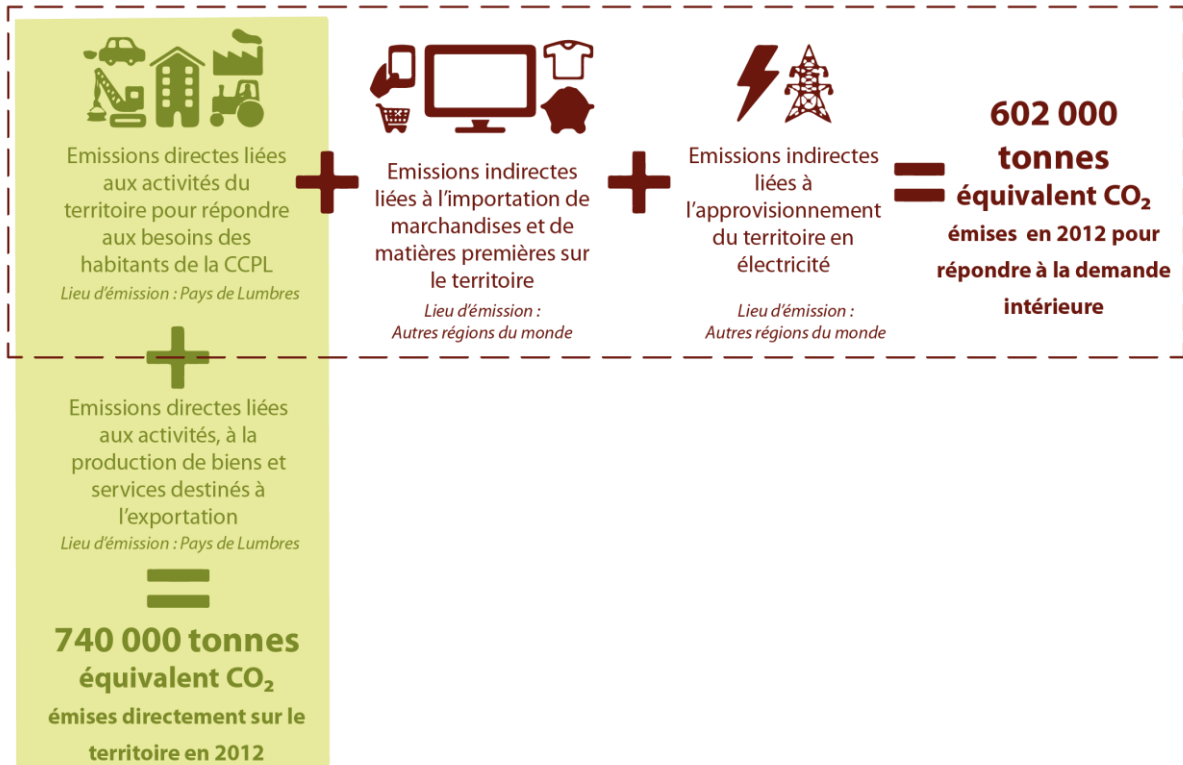 Emissions directes liées
aux activités du
territoire pour répondre
aux besoins des
habitants de la CCPL
Lieu d’émission : Pays de Lumbres
+
Emissions indirectes
liées à l’importation de
marchandises et de
matières premières sur
le territoire
Lieu d’émission :
Autres régions du monde
+
Emissions indirectes
liées à
l’approvisionnement
du territoire en
électricité
Lieu d’émission :
Autres régions du monde
=
602 000
tonnes
équivalent CO₂
émises en 2012 pour
répondre à la demande
intérieure
+
Emissions directes liées
aux activités, à la
production de biens et
services destinés à
l’exportation
Lieu d’émission : Pays de Lumbres
=
740 000 tonnes
équivalent CO₂
émises directement sur le
territoire en 2012